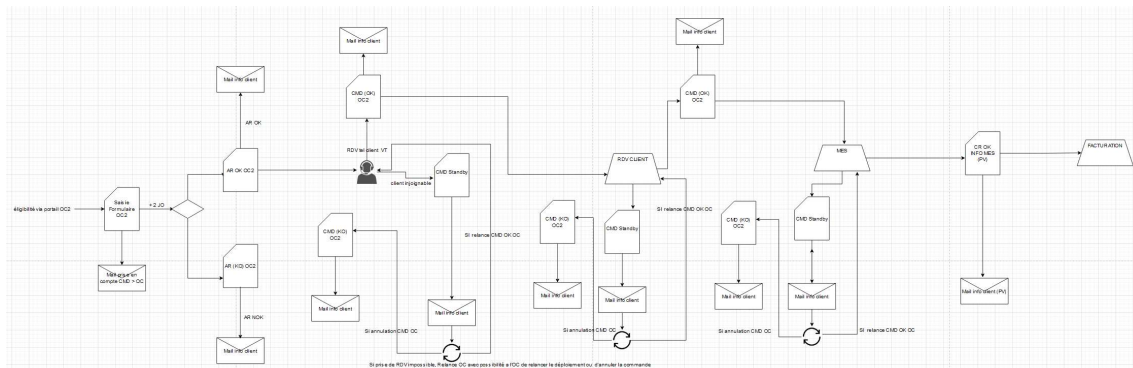 Mail info client
Mail info client
Mail info client
AR OK
CMD (OK)
OC2
CMD (OK)
OC2
RDV tel client VT
AR OK OC2
CMD Standby
client injoignable
RDV CLIENT
MES
CR OK
INFO MES
(PV)
FACTURATION
éligibilité via portail OC2
Saisie
Formulaire
OC2
+ 2 JO
CMD (KO)
OC2
SI relance CMD OK OC
CMD (KO)
OC2
CMD Standby
SI relance CMD OK OC
CMD (KO)
OC2
CMD Standby
AR (KO) OC2
Mail prise en
compte CMD > OC
Mail info client
Mail info client
Mail info client
Mail info client
Mail info client
Mail info client
Mail info client (PV)
AR NOK
Mail info client
Si annulation CMD OC
Si annulation CMD OC
Si annulation CMD OC
SI relance CMD OK OC
Si prise de RDV impossible, Relance OC avec possibilité a l'OC de relancer le déploiement ou d'annuler la commande